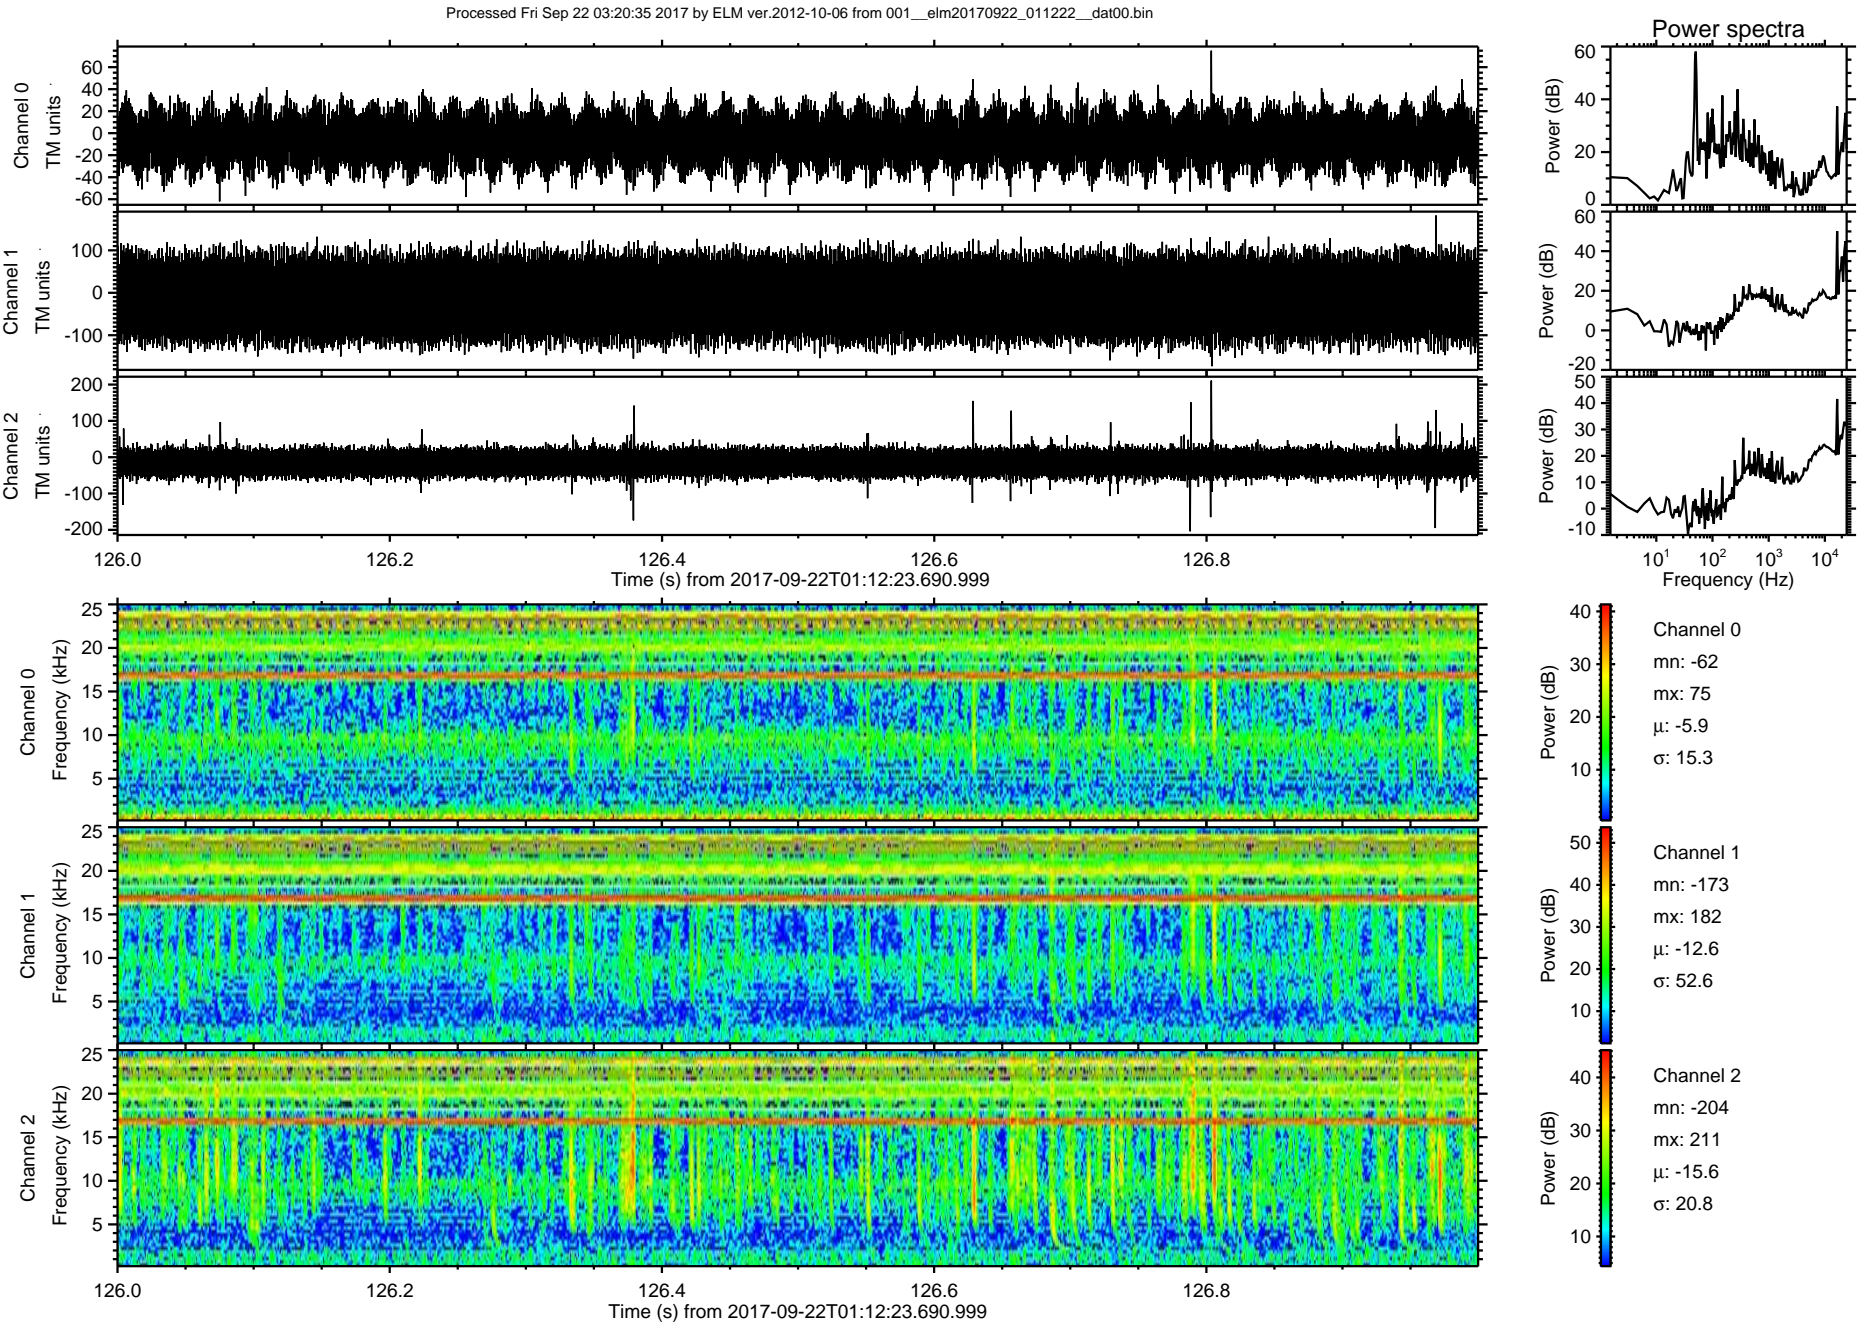 Processed Fri Sep 22 03:20:35 2017 by ELM ver.2012-10-06 from 001__elm20170922_011222__dat00.bin
Power spectra
Channel 0
TM units
60
40
20
0
-20
-40
-60
Power (dB)
60
40
20
0
Channel 1
TM units
100
0
-100
Power (dB)
60
40
20
0
-20
Channel 2
TM units
200
100
0
-100
-200
Power (dB)
50
40
30
20
10
0
-10
126.0 126.2 126.4 126.6 126.8
Time (s) from 2017-09-22T01:12:23.690.999
10^1 10^2 10^3 10^4
Frequency (Hz)
Channel 0
Frequency (kHz)
25
20
15
10
5
Power (dB)
40
30
20
10
Channel 0
mn: -62
mx: 75
μ: -5.9
σ: 15.3
Channel 1
Frequency (kHz)
25
20
15
10
5
Power (dB)
50
40
30
20
10
Channel 1
mn: -173
mx: 182
μ: -12.6
σ: 52.6
Channel 2
Frequency (kHz)
25
20
15
10
5
Power (dB)
40
30
20
10
Channel 2
mn: -204
mx: 211
μ: -15.6
σ: 20.8
126.0 126.2 126.4 126.6 126.8
Time (s) from 2017-09-22T01:12:23.690.999